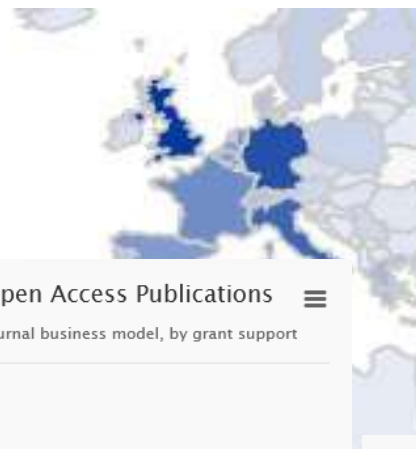 pen Access Publications
urnal business model, by grant support